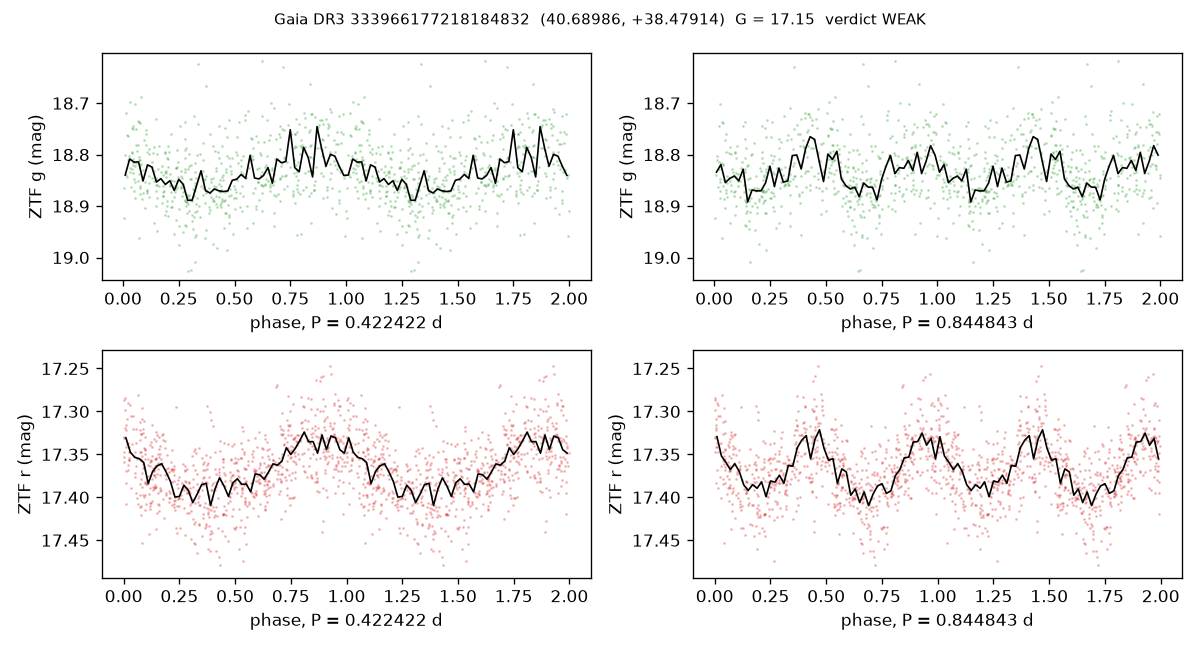 Gaia DR3 333966177218184832 (40.68986, +38.47914) G = 17.15 verdict WEAK
ZTF g (mag)
18.7
18.8
18.9
19.0
0.00 0.25 0.50 0.75 1.00 1.25 1.50 1.75 2.00
phase, P = 0.422422 d
ZTF g (mag)
18.7
18.8
18.9
19.0
0.00 0.25 0.50 0.75 1.00 1.25 1.50 1.75 2.00
phase, P = 0.844843 d
ZTF r (mag)
17.25
17.30
17.35
17.40
17.45
0.00 0.25 0.50 0.75 1.00 1.25 1.50 1.75 2.00
phase, P = 0.422422 d
ZTF r (mag)
17.25
17.30
17.35
17.40
17.45
0.00 0.25 0.50 0.75 1.00 1.25 1.50 1.75 2.00
phase, P = 0.844843 d